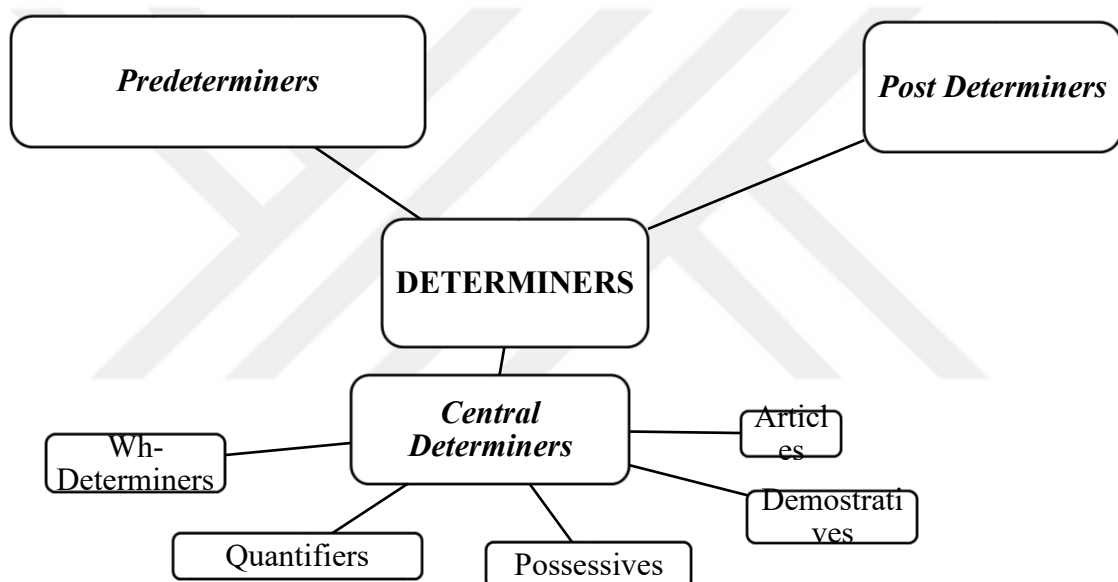 Predeterminers
Post Determiners
DETERMINERS
Central
Determiners
Articl
es
Wh-
Determiners
Demostrati
ves
Quantifiers
Possessives